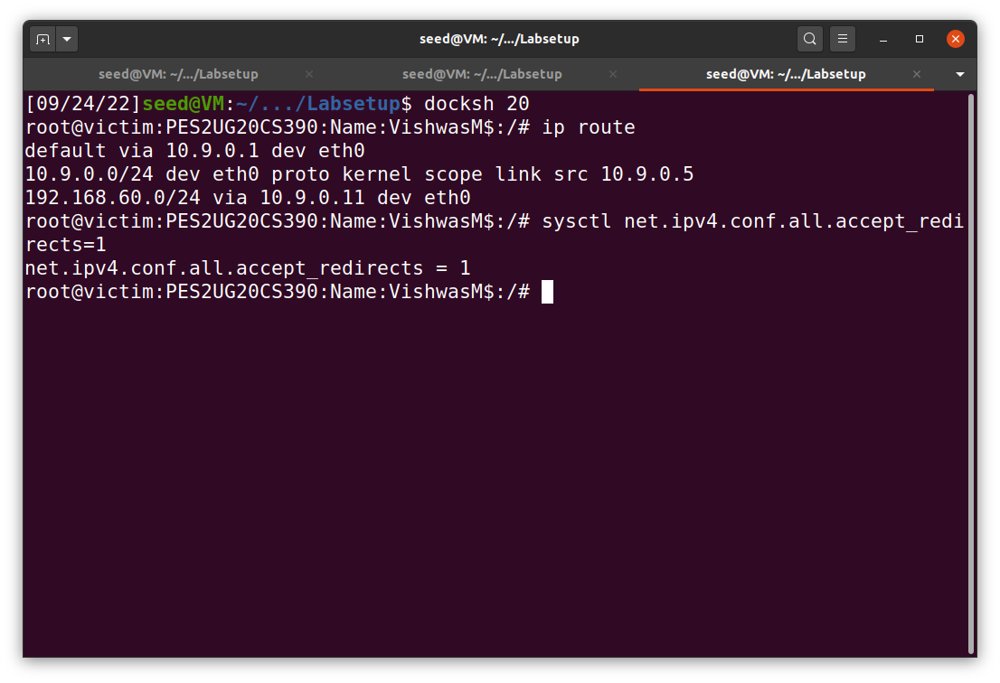 seed@VM: ~/.../Labsetup
seed@VM: ~/.../Labsetup × seed@VM: ~/.../Labsetup × seed@VM: ~/.../Labsetup ×
[09/24/22]seed@VM:~/.../Labsetup$ docksh 20
root@victim:PES2UG20CS390:Name:VishwasM$:/# ip route
default via 10.9.0.1 dev eth0
10.9.0.0/24 dev eth0 proto kernel scope link src 10.9.0.5
192.168.60.0/24 via 10.9.0.11 dev eth0
root@victim:PES2UG20CS390:Name:VishwasM$:/# sysctl net.ipv4.conf.all.accept_redi
rects=1
net.ipv4.conf.all.accept_redirects = 1
root@victim:PES2UG20CS390:Name:VishwasM$:/#